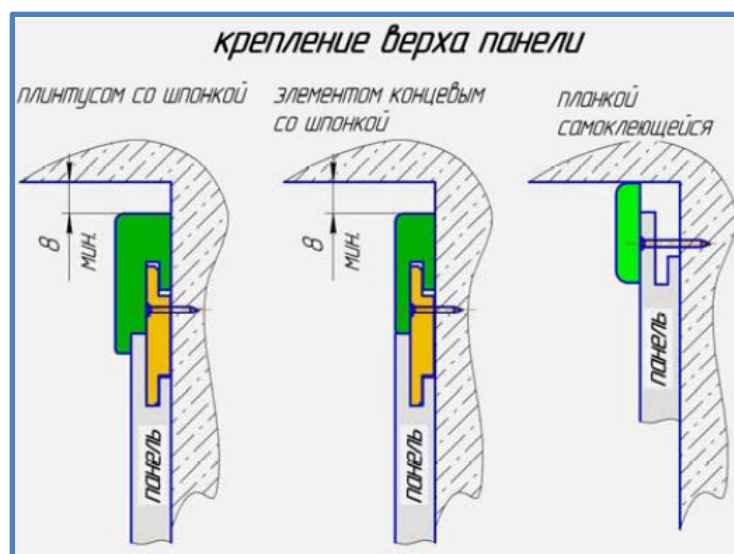 крепление верха панели
плинтусом со шпонкой
элементом концевым
со шпонкой
планкой
самоклеющейся
8 мин.
8 мин.
панель
панель
панель